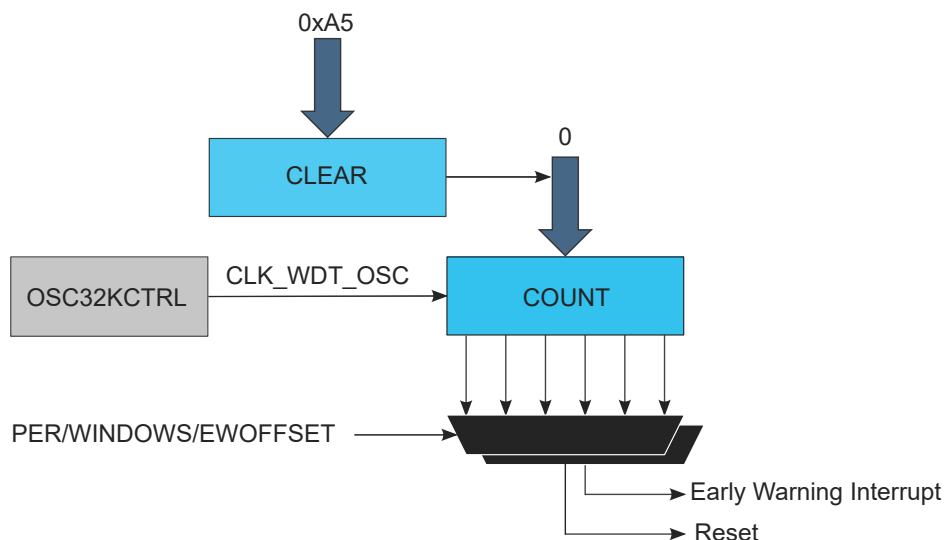 0xA5
0
CLEAR
CLK_WDT_OSC
OSC32KCTRL
COUNT
PER/WINDOWS/EWOFFSET
Early Warning Interrupt
Reset